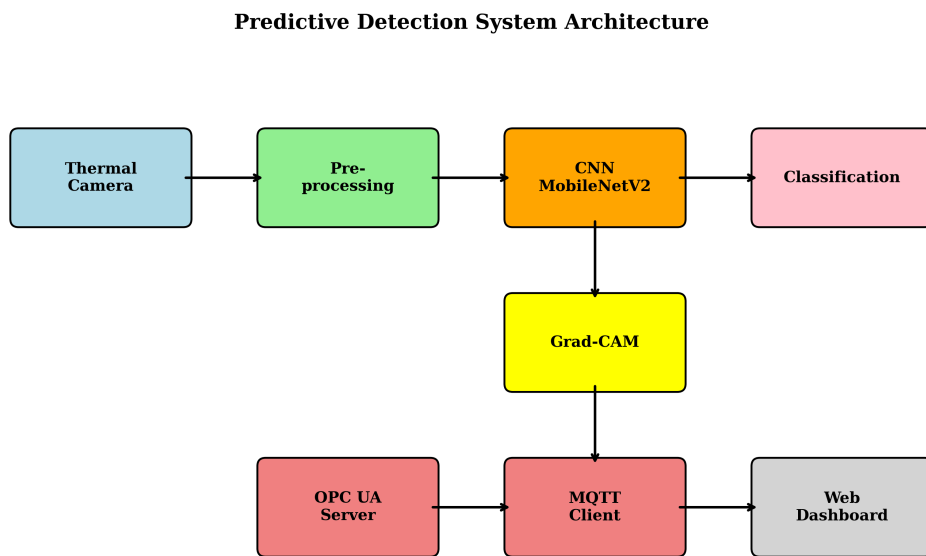 Predictive Detection System Architecture
Thermal
Camera
Pre-
processing
CNN
MobileNetV2
Classification
Grad-CAM
OPC UA
Server
MQTT
Client
Web
Dashboard